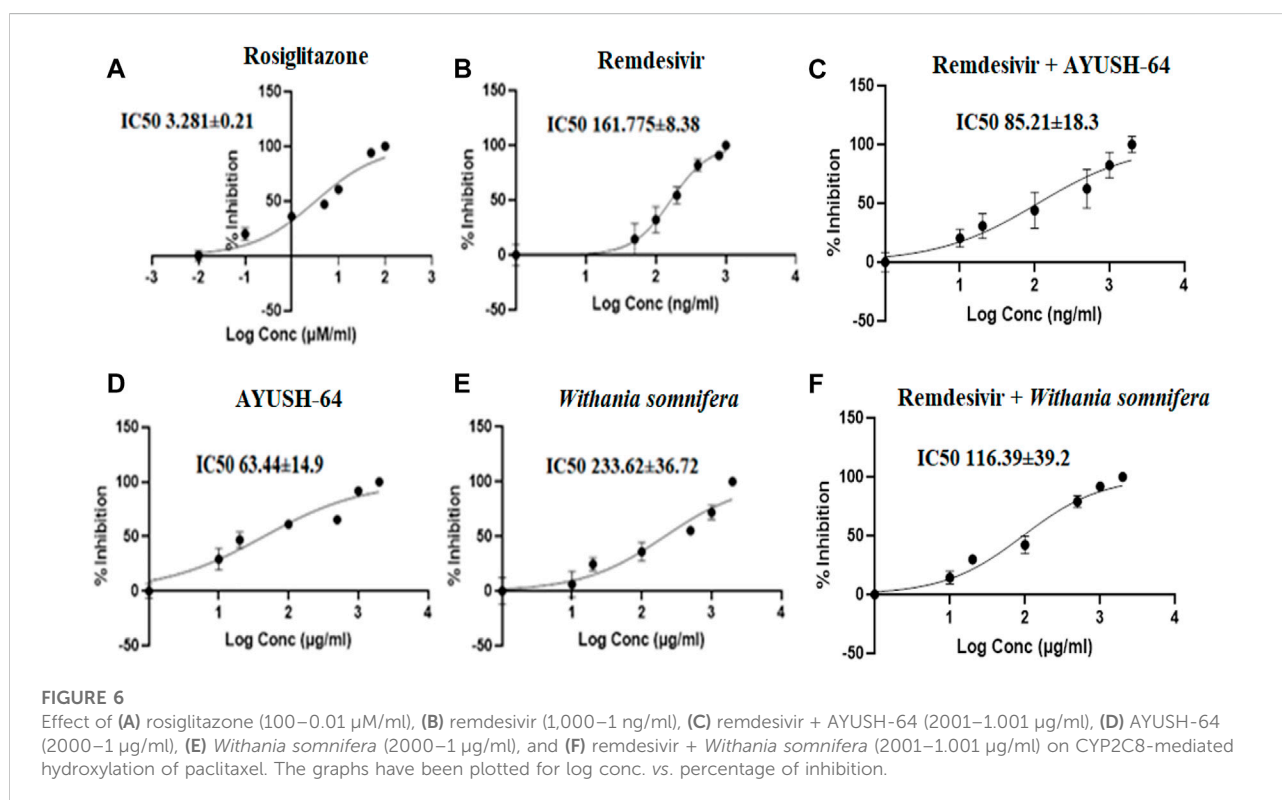 A
Rosiglitazone
150
IC50 3.281±0.21
100
% Inhibition
50
-3 -2 -1 0 1 2 3
-50
Log Conc (µM/ml)
B
Remdesivir
150
IC50 161.775±8.38
100
% Inhibition
50
0
1 2 3 4
-50
Log Conc (ng/ml)
C
Remdesivir + AYUSH-64
150
IC50 85.21±18.3
100
% Inhibition
50
0
1 2 3 4
-50
Log Conc (ng/ml)
D
AYUSH-64
150
IC50 63.44±14.9
100
% Inhibition
50
0
1 2 3 4
-50
Log Conc (µg/ml)
E
Withania somnifera
150
IC50 233.62±36.72
100
% Inhibition
50
0
1 2 3 4
-50
Log Conc (µg/ml)
F
Remdesivir + Withania somnifera
150
IC50 116.39±39.2
100
% Inhibition
50
0
1 2 3 4
-50
Log Conc (µg/ml)
FIGURE 6
Effect of (A) rosiglitazone (100–0.01 µM/ml), (B) remdesivir (1,000–1 ng/ml), (C) remdesivir + AYUSH-64 (2001–1.001 µg/ml), (D) AYUSH-64
(2000–1 µg/ml), (E) Withania somnifera (2000–1 µg/ml), and (F) remdesivir + Withania somnifera (2001–1.001 µg/ml) on CYP2C8-mediated
hydroxylation of paclitaxel. The graphs have been plotted for log conc. vs. percentage of inhibition.